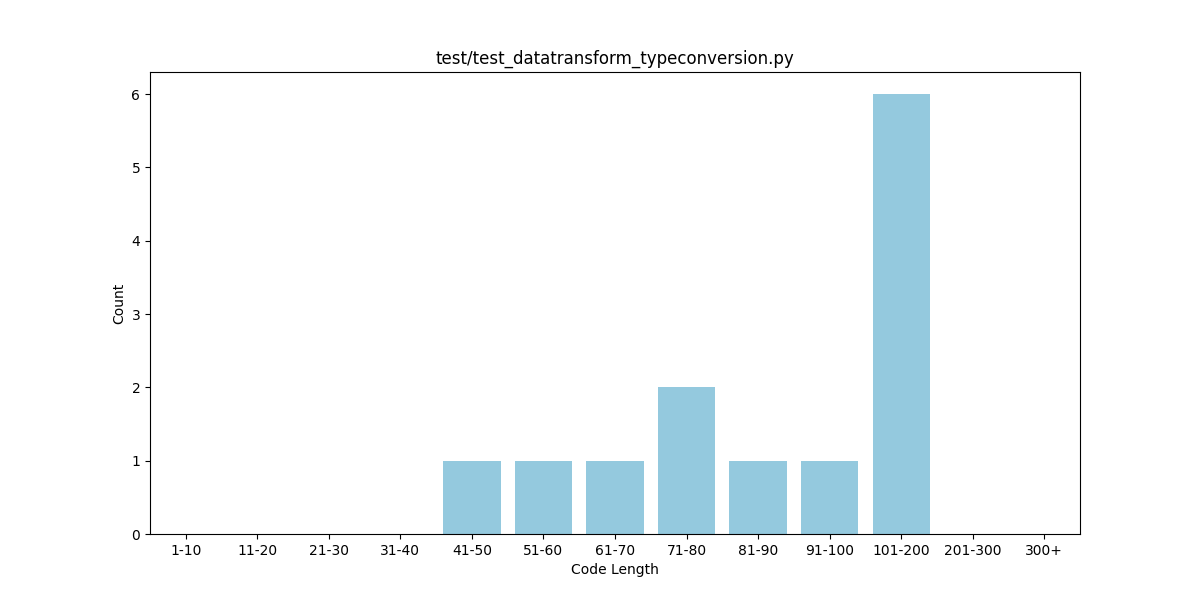 test/test_datatransform_typeconversion.py
6
5
4
3
2
1
0
Count
1-10 11-20 21-30 31-40 41-50 51-60 61-70 71-80 81-90 91-100 101-200 201-300 300+
Code Length